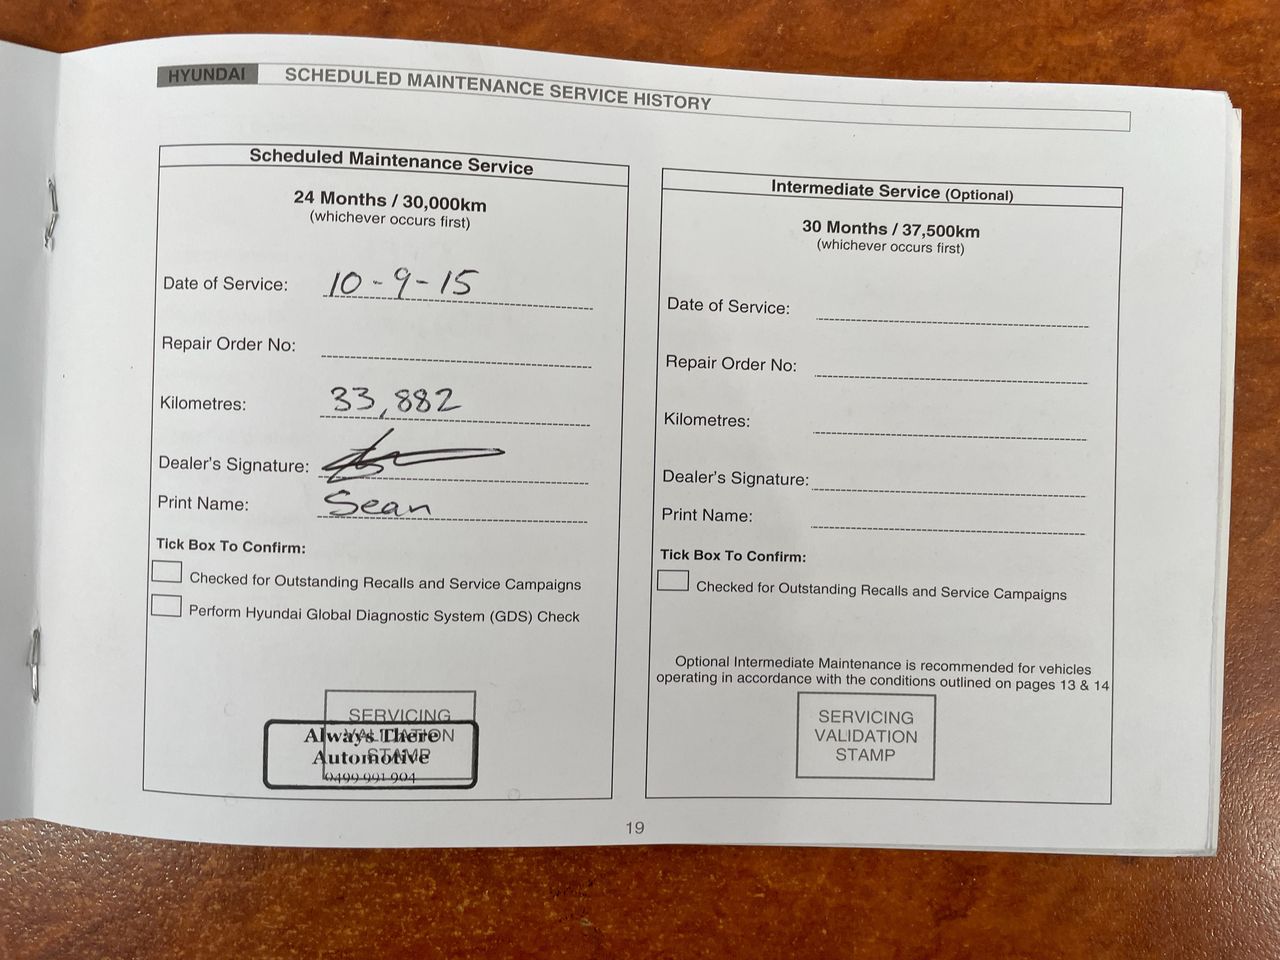 HYUNDAI SCHEDULED MAINTENANCE SERVICE HISTORY
Scheduled Maintenance Service
24 Months / 30,000km
(whichever occurs first)
Date of Service: 10-9-15
Repair Order No:
Kilometres: 33,882
Dealer's Signature:
Print Name: Sean
Tick Box To Confirm:
Checked for Outstanding Recalls and Service Campaigns
Perform Hyundai Global Diagnostic System (GDS) Check
SERVICING
VALIDATION
STAMP
Always There
Automotive
0499 991 904
Intermediate Service (Optional)
30 Months / 37,500km
(whichever occurs first)
Date of Service:
Repair Order No:
Kilometres:
Dealer's Signature:
Print Name:
Tick Box To Confirm:
Checked for Outstanding Recalls and Service Campaigns
Optional Intermediate Maintenance is recommended for vehicles
operating in accordance with the conditions outlined on pages 13 & 14
SERVICING
VALIDATION
STAMP
19